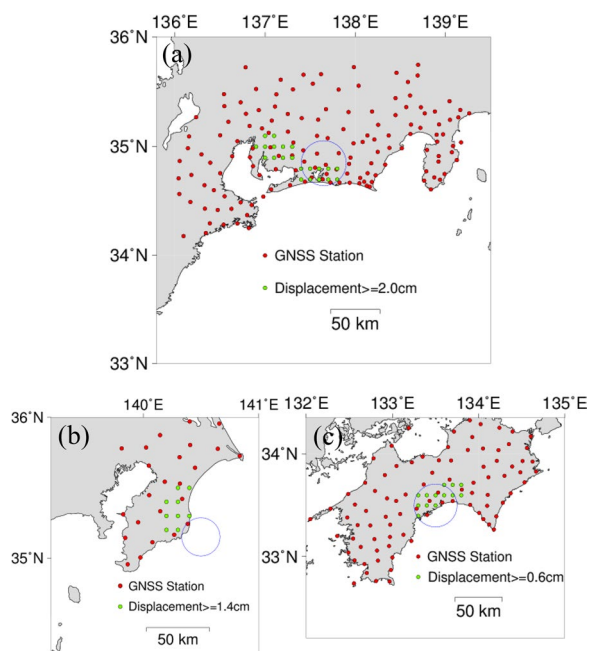 136˚E 137˚E 138˚E 139˚E
36˚N
(a)
35˚N
34˚N
GNSS Station
Displacement>=2.0cm
50 km
33˚N
140˚E 141˚E
36˚N
(b)
35˚N
GNSS Station
Displacement>=1.4cm
50 km
132˚E 133˚E 134˚E 135˚E
(c)
34˚N
33˚N
GNSS Station
Displacement>=0.6cm
50 km